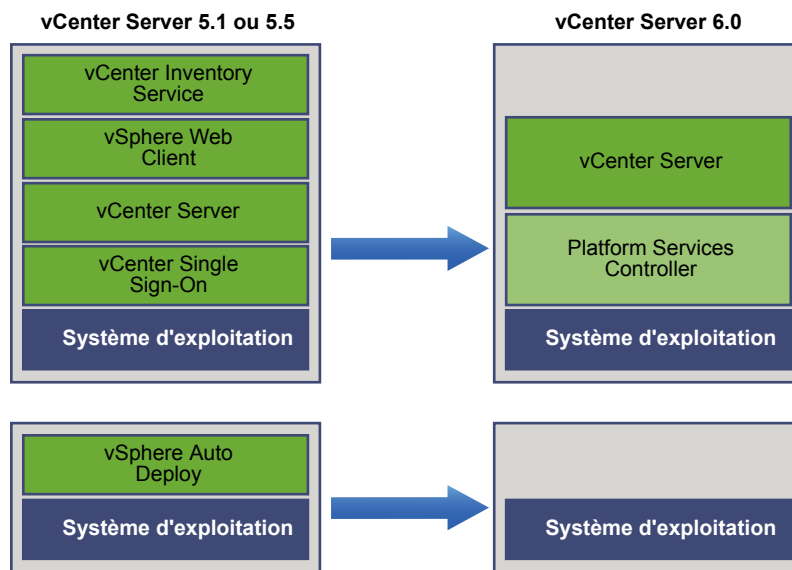 vCenter Server 5.1 ou 5.5
vCenter Inventory
Service
vSphere Web
Client
vCenter Server
vCenter Single
Sign-On
Système d'exploitation
vCenter Server 6.0
vCenter Server
Platform Services
Controller
Système d'exploitation
vSphere Auto
Deploy
Système d'exploitation
Système d'exploitation